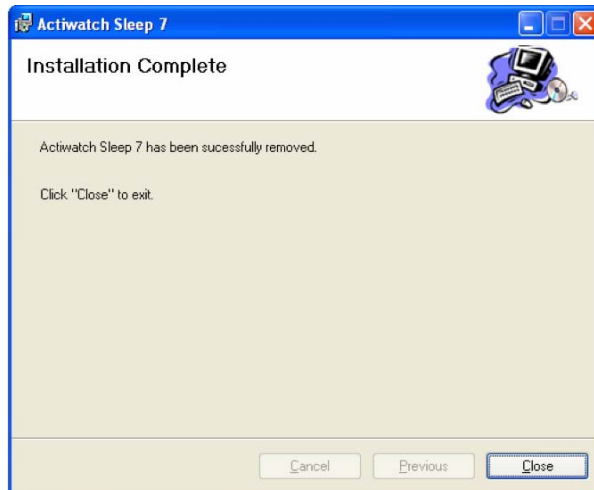 Actiwatch Sleep 7
Installation Complete
Actiwatch Sleep 7 has been sucessfully removed.
Click "Close" to exit.
Cancel
Previous
Close